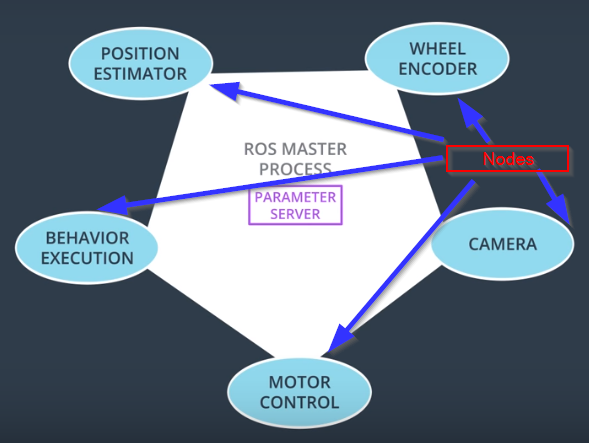 POSITION
ESTIMATOR
WHEEL
ENCODER
ROS MASTER
PROCESS
Nodes
PARAMETER
SERVER
BEHAVIOR
EXECUTION
CAMERA
MOTOR
CONTROL